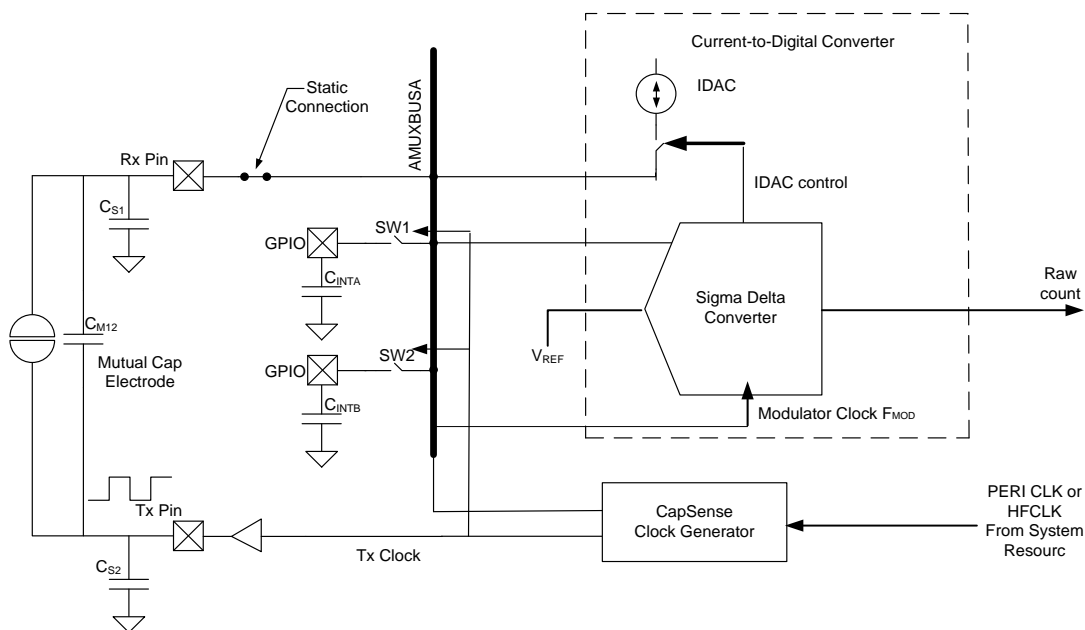 Current-to-Digital Converter
Static
Connection
IDAC
AMUXBUSA
Rx Pin
IDAC control
CS1
SW1
GPIO
CINTA
Sigma Delta
Converter
Raw
count
CM12
Mutual Cap
Electrode
VREF
SW2
GPIO
CINTB
Modulator Clock FMOD
Tx Pin
CapSense
Clock Generator
PERI CLK or
HFCLK
From System
Resourc
Tx Clock
CS2